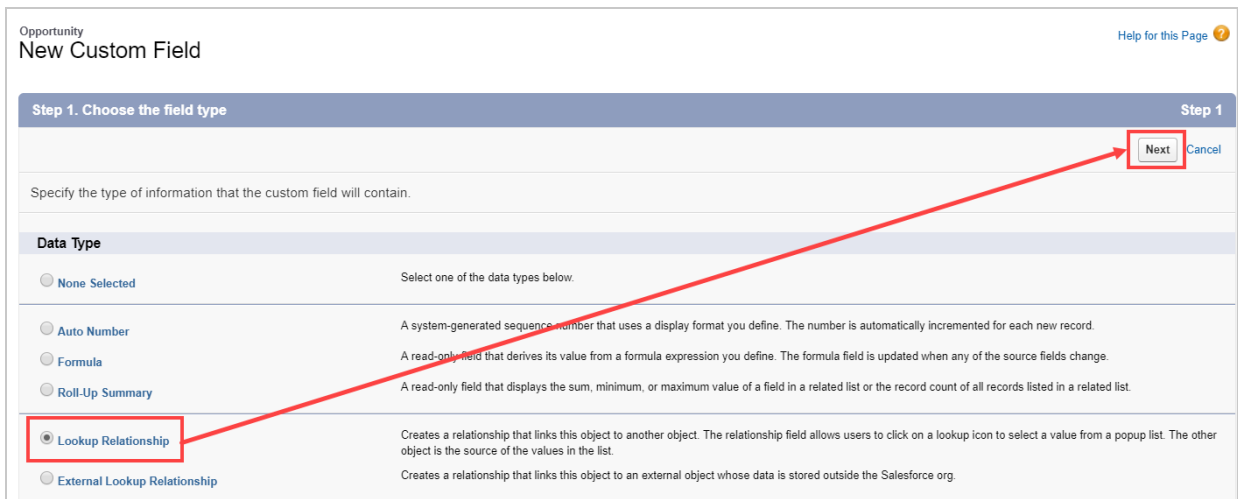 Opportunity
New Custom Field
Help for this Page ?
Step 1. Choose the field type
Step 1
Next
Cancel
Specify the type of information that the custom field will contain.
Data Type
None Selected
Select one of the data types below.
Auto Number
A system-generated sequence number that uses a display format you define. The number is automatically incremented for each new record.
Formula
A read-only field that derives its value from a formula expression you define. The formula field is updated when any of the source fields change.
Roll-Up Summary
A read-only field that displays the sum, minimum, or maximum value of a field in a related list or the record count of all records listed in a related list.
Lookup Relationship
Creates a relationship that links this object to another object. The relationship field allows users to click on a lookup icon to select a value from a popup list. The other
object is the source of the values in the list.
External Lookup Relationship
Creates a relationship that links this object to an external object whose data is stored outside the Salesforce org.